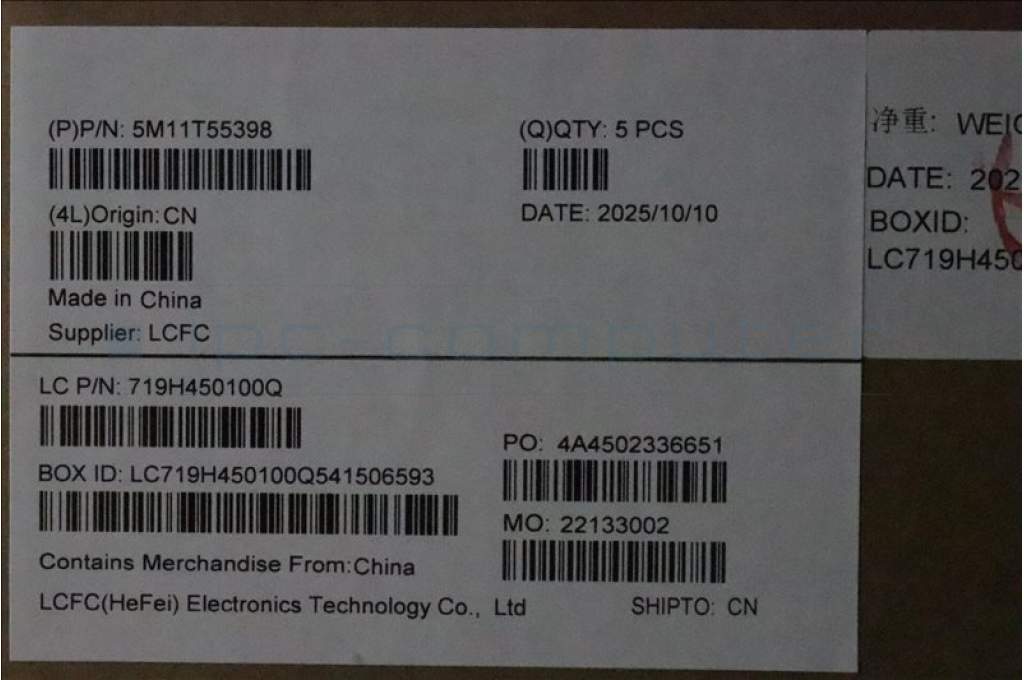 (P)P/N: 5M11T55398
(Q)QTY: 5 PCS
(4L)Origin: CN
DATE: 2025/10/10
Made in China
Supplier: LCFC
LC P/N: 719H450100Q
PO: 4A4502336651
BOX ID: LC719H450100Q541506593
MO: 22133002
Contains Merchandise From:China
LCFC(HeFei) Electronics Technology Co., Ltd
SHIPTO: CN
净重: WEIG
DATE: 202
BOXID:
LC719H450